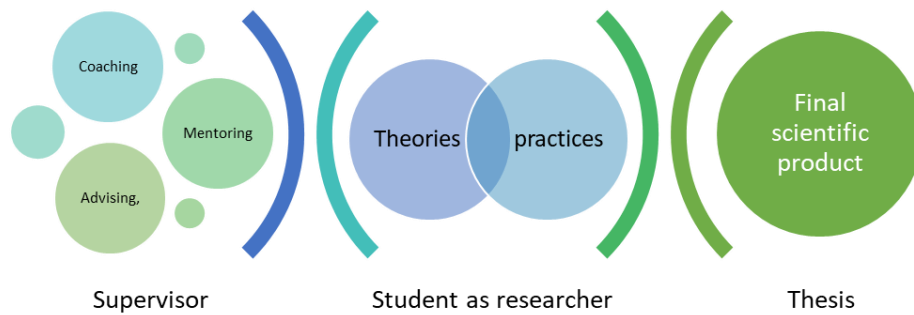 Coaching
Mentoring
Advising,
Theories
practices
Final
scientific
product
Supervisor
Student as researcher
Thesis